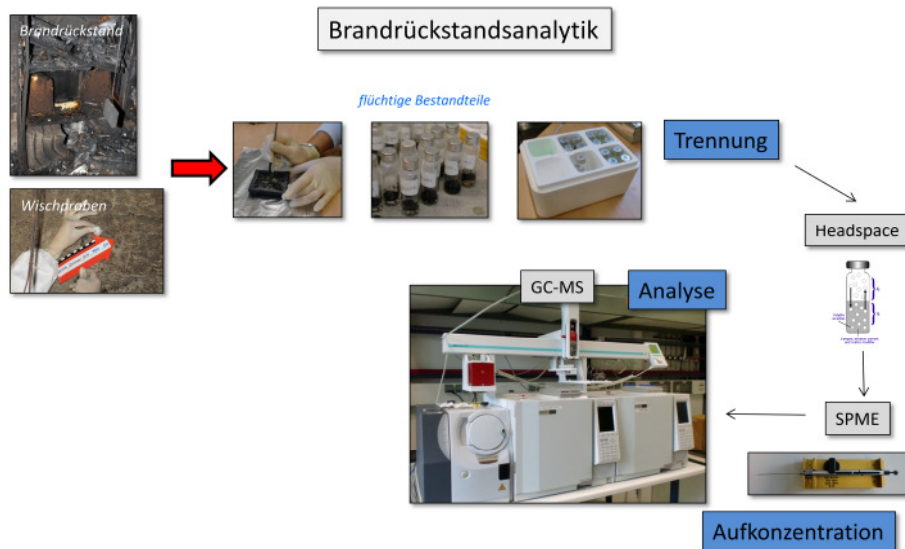 Brandrückstandsanalytik
Brandrückstand
flüchtige Bestandteile
Trennung
Wischproben
Headspace
GC-MS
Analyse
SPME
Aufkonzentration